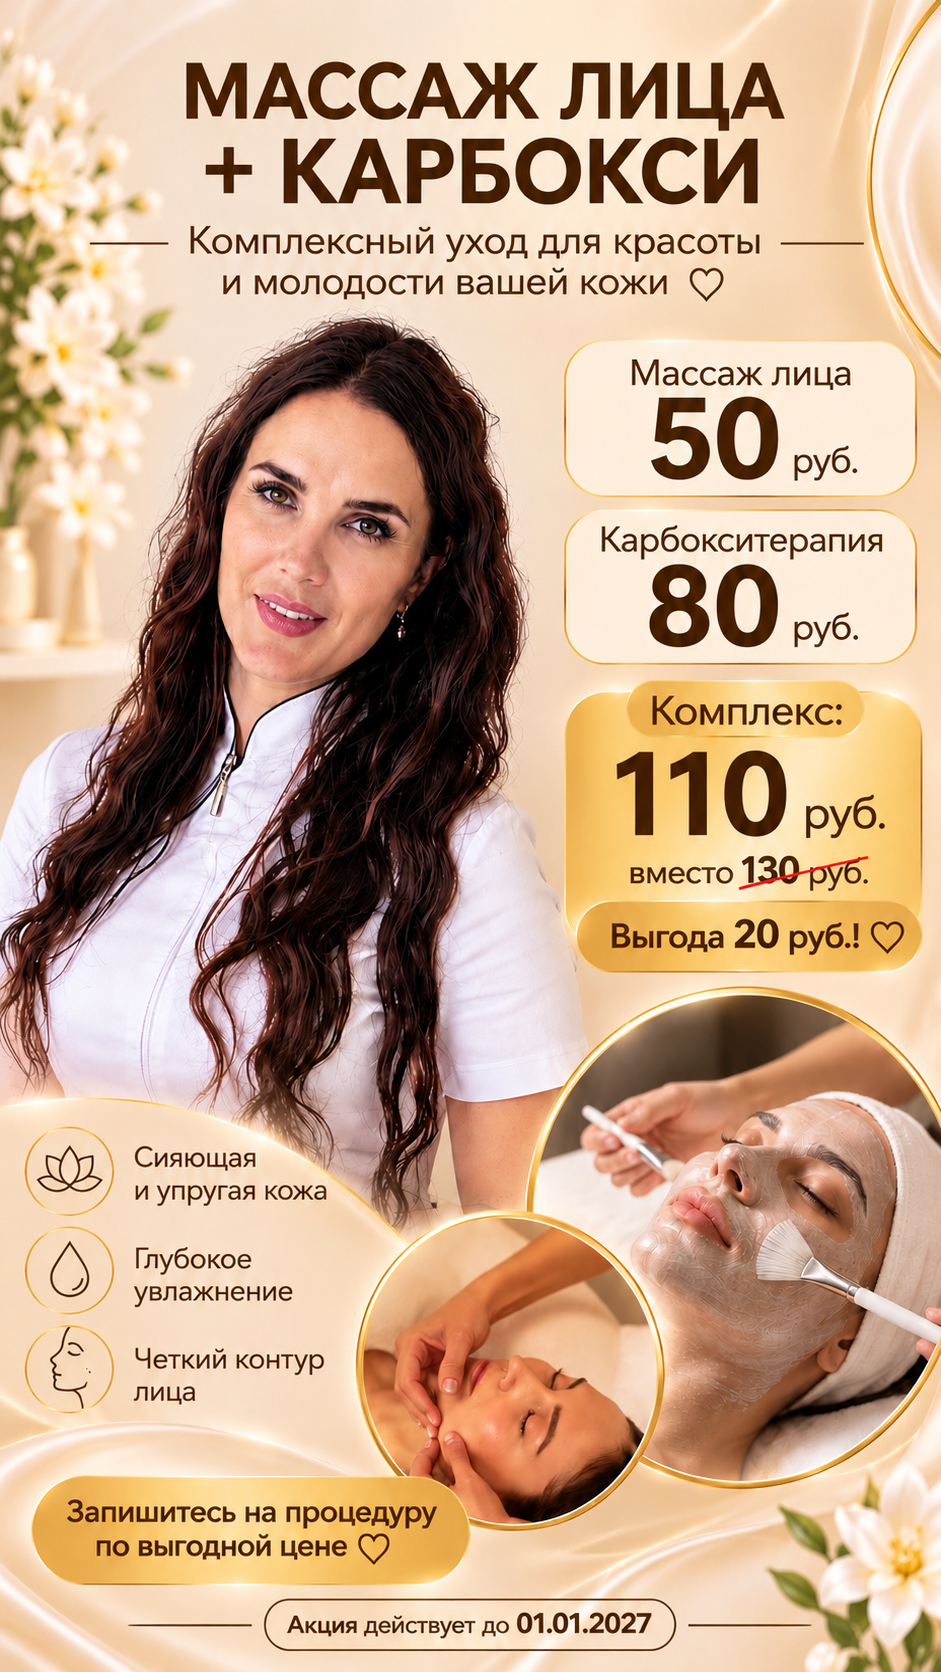 МАССАЖ ЛИЦА
+ КАРБОКСИ
Комплексный уход для красоты
и молодости вашей кожи
Массаж лица
50 руб.
Карбокситерапия
80 руб.
Комплекс:
110 руб.
вместо 130 руб.
Выгода 20 руб.!
Сияющая
и упругая кожа
Глубокое
увлажнение
Четкий контур
лица
Запишитесь на процедуру
по выгодной цене
Акция действует до 01.01.2027